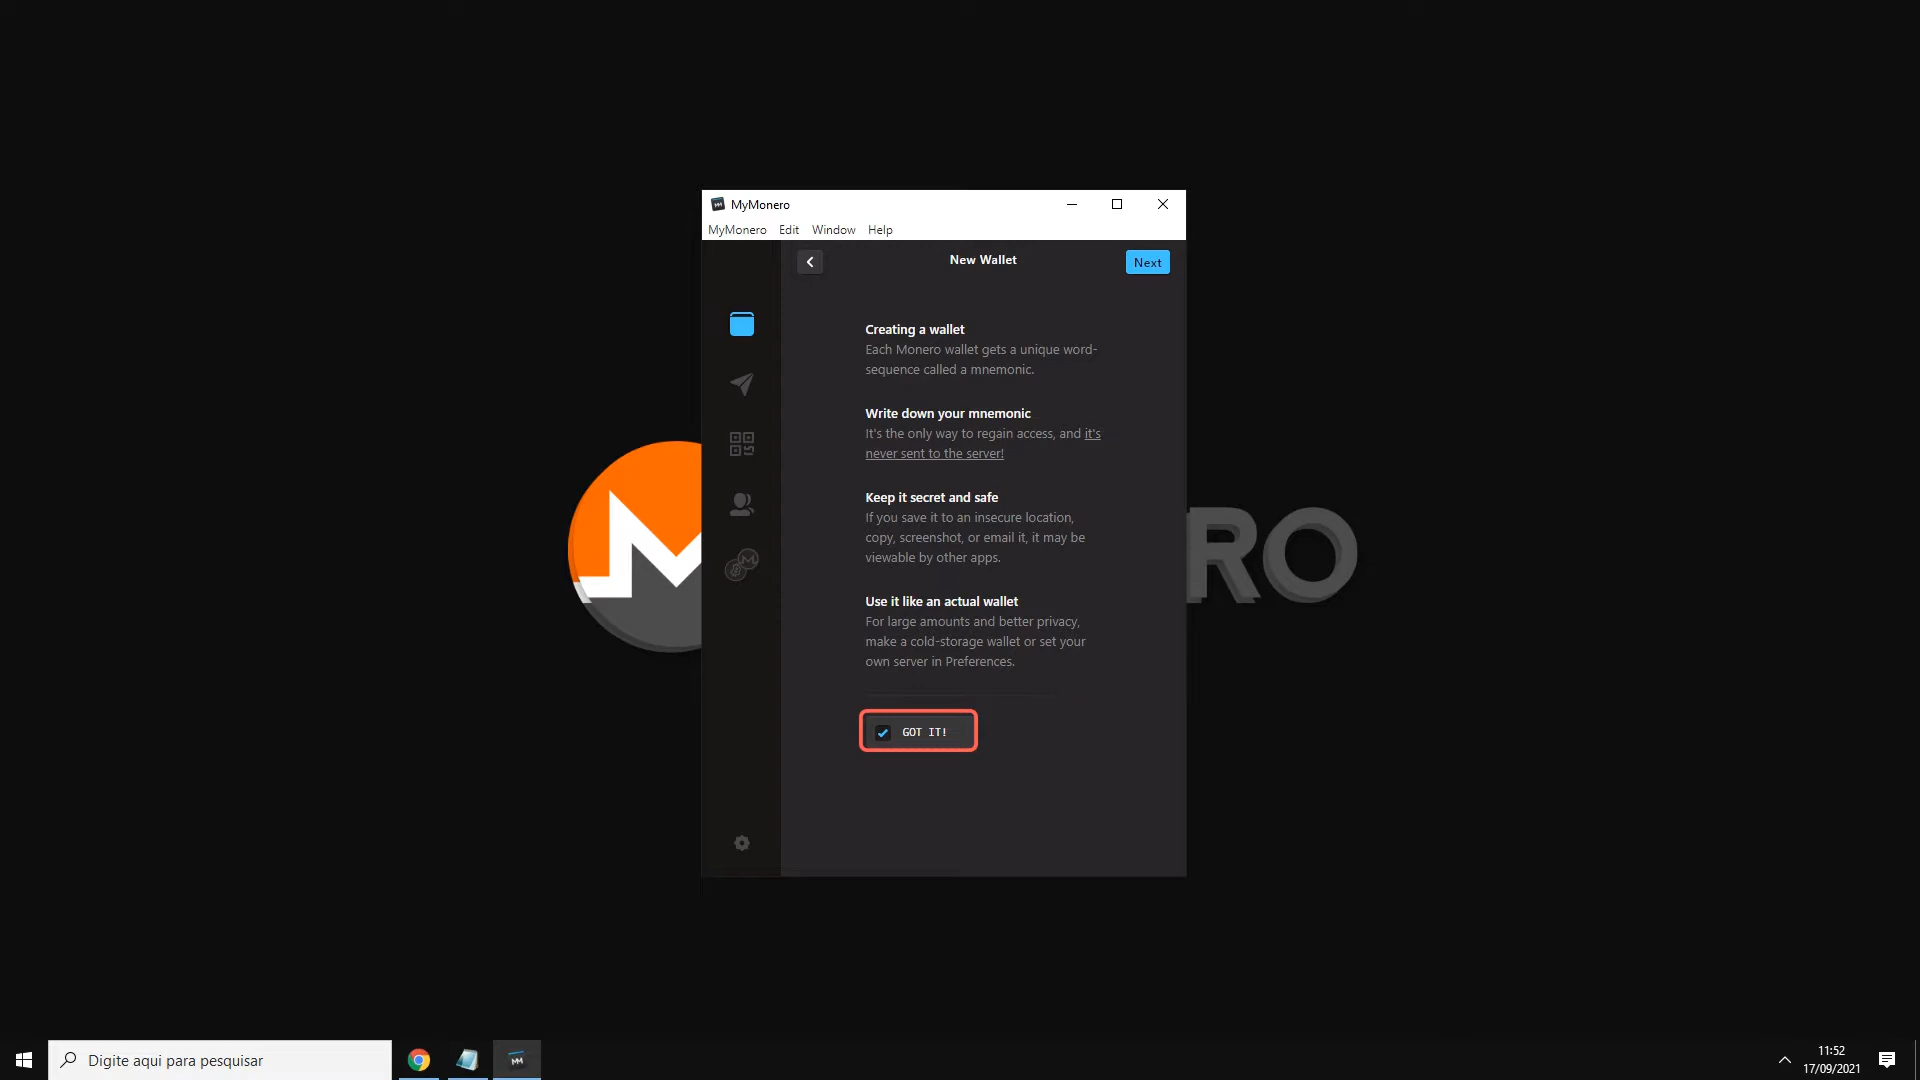 MyMonero
MyMonero Edit Window Help
New Wallet
Next
Creating a wallet
Each Monero wallet gets a unique word-
sequence called a mnemonic.
Write down your mnemonic
It's the only way to regain access, and it's
never sent to the server!
Keep it secret and safe
If you save it to an insecure location,
copy, screenshot, or email it, it may be
viewable by other apps.
Use it like an actual wallet
For large amounts and better privacy,
make a cold-storage wallet or set your
own server in Preferences.
GOT IT!
RO
Digite aqui para pesquisar
11:52
17/09/2021